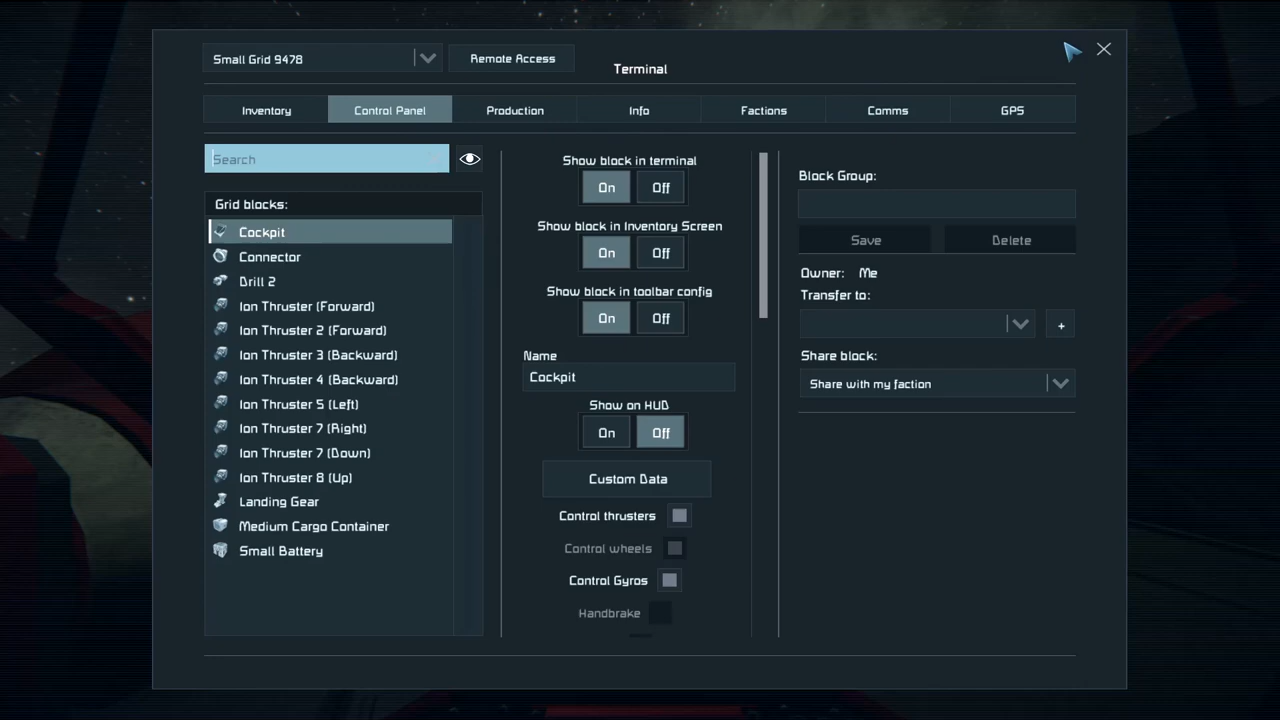 Small Grid 9478
Remote Access
Terminal
Inventory
Control Panel
Production
Info
Factions
Comms
GPS
Search
Grid blocks:
Cockpit
Connector
Drill 2
Ion Thruster (Forward)
Ion Thruster 2 (Forward)
Ion Thruster 3 (Backward)
Ion Thruster 4 (Backward)
Ion Thruster 5 (Left)
Ion Thruster 7 (Right)
Ion Thruster 7 (Down)
Ion Thruster 8 (Up)
Landing Gear
Medium Cargo Container
Small Battery
Show block in terminal
On Off
Show block in Inventory Screen
On Off
Show block in toolbar config
On Off
Name
Cockpit
Show on HUD
On Off
Custom Data
Control thrusters
Control wheels
Control Gyros
Handbrake
Block Group:
Save Delete
Owner: Me
Transfer to:
+
Share block:
Share with my faction